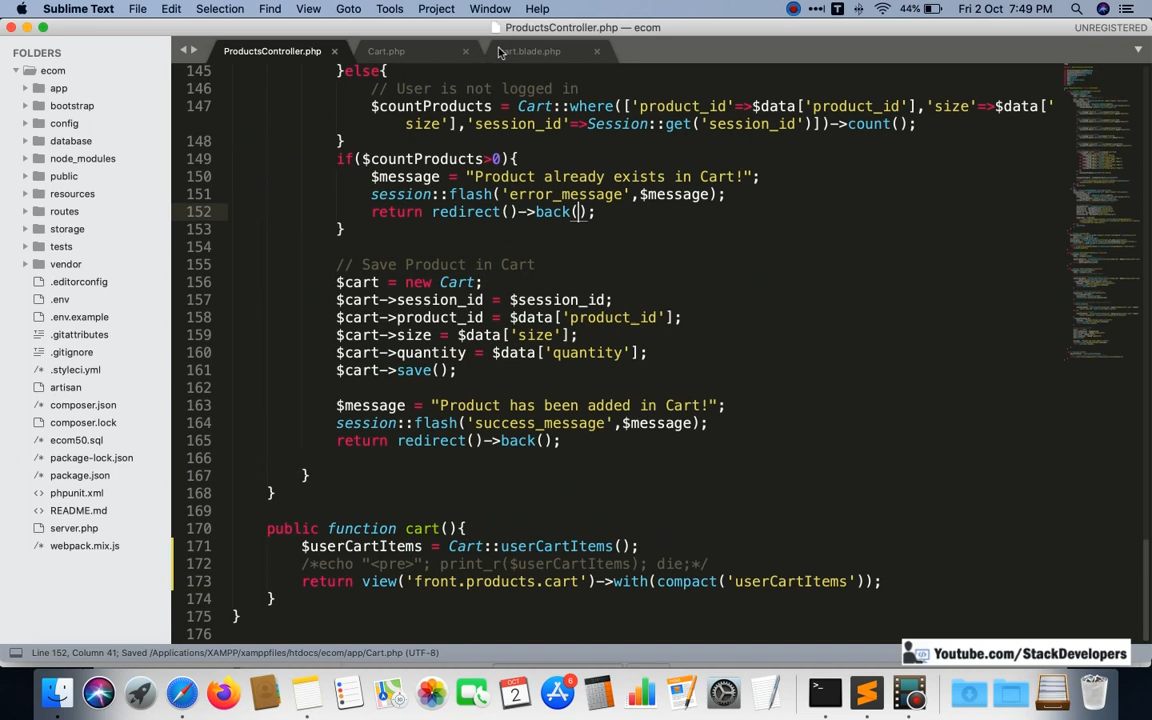 Sublime Text File Edit Selection Find View Goto Tools Project Window Help 44% Fri 2 Oct 7:49 PM
ProductsController.php — ecom UNREGISTERED
FOLDERS
ecom
app
bootstrap
config
database
node_modules
public
resources
routes
storage
tests
vendor
.editorconfig
.env
.env.example
.gitattributes
.gitignore
.styleci.yml
artisan
composer.json
composer.lock
ecom50.sql
package-lock.json
package.json
phpunit.xml
README.md
server.php
webpack.mix.js
ProductsController.php Cart.php cart.blade.php
145 }else{
146 // User is not logged in
147 $countProducts = Cart::where(['product_id'=>$data['product_id'],'size'=>$data['
size'],'session_id'=>Session::get('session_id')])->count();
148 }
149 if($countProducts>0){
150 $message = "Product already exists in Cart!";
151 session::flash('error_message',$message);
152 return redirect()->back();
153 }
154
155 // Save Product in Cart
156 $cart = new Cart;
157 $cart->session_id = $session_id;
158 $cart->product_id = $data['product_id'];
159 $cart->size = $data['size'];
160 $cart->quantity = $data['quantity'];
161 $cart->save();
162
163 $message = "Product has been added in Cart!";
164 session::flash('success_message',$message);
165 return redirect()->back();
166
167 }
168 }
169
170 public function cart(){
171 $userCartItems = Cart::userCartItems();
172 /*echo "<pre>"; print_r($userCartItems); die;*/
173 return view('front.products.cart')->with(compact('userCartItems'));
174 }
175 }
176
Line 152, Column 41; Saved /Applications/XAMPP/xamppfiles/htdocs/ecom/app/Cart.php (UTF-8)
Youtube.com/StackDevelopers
OCT
2
6